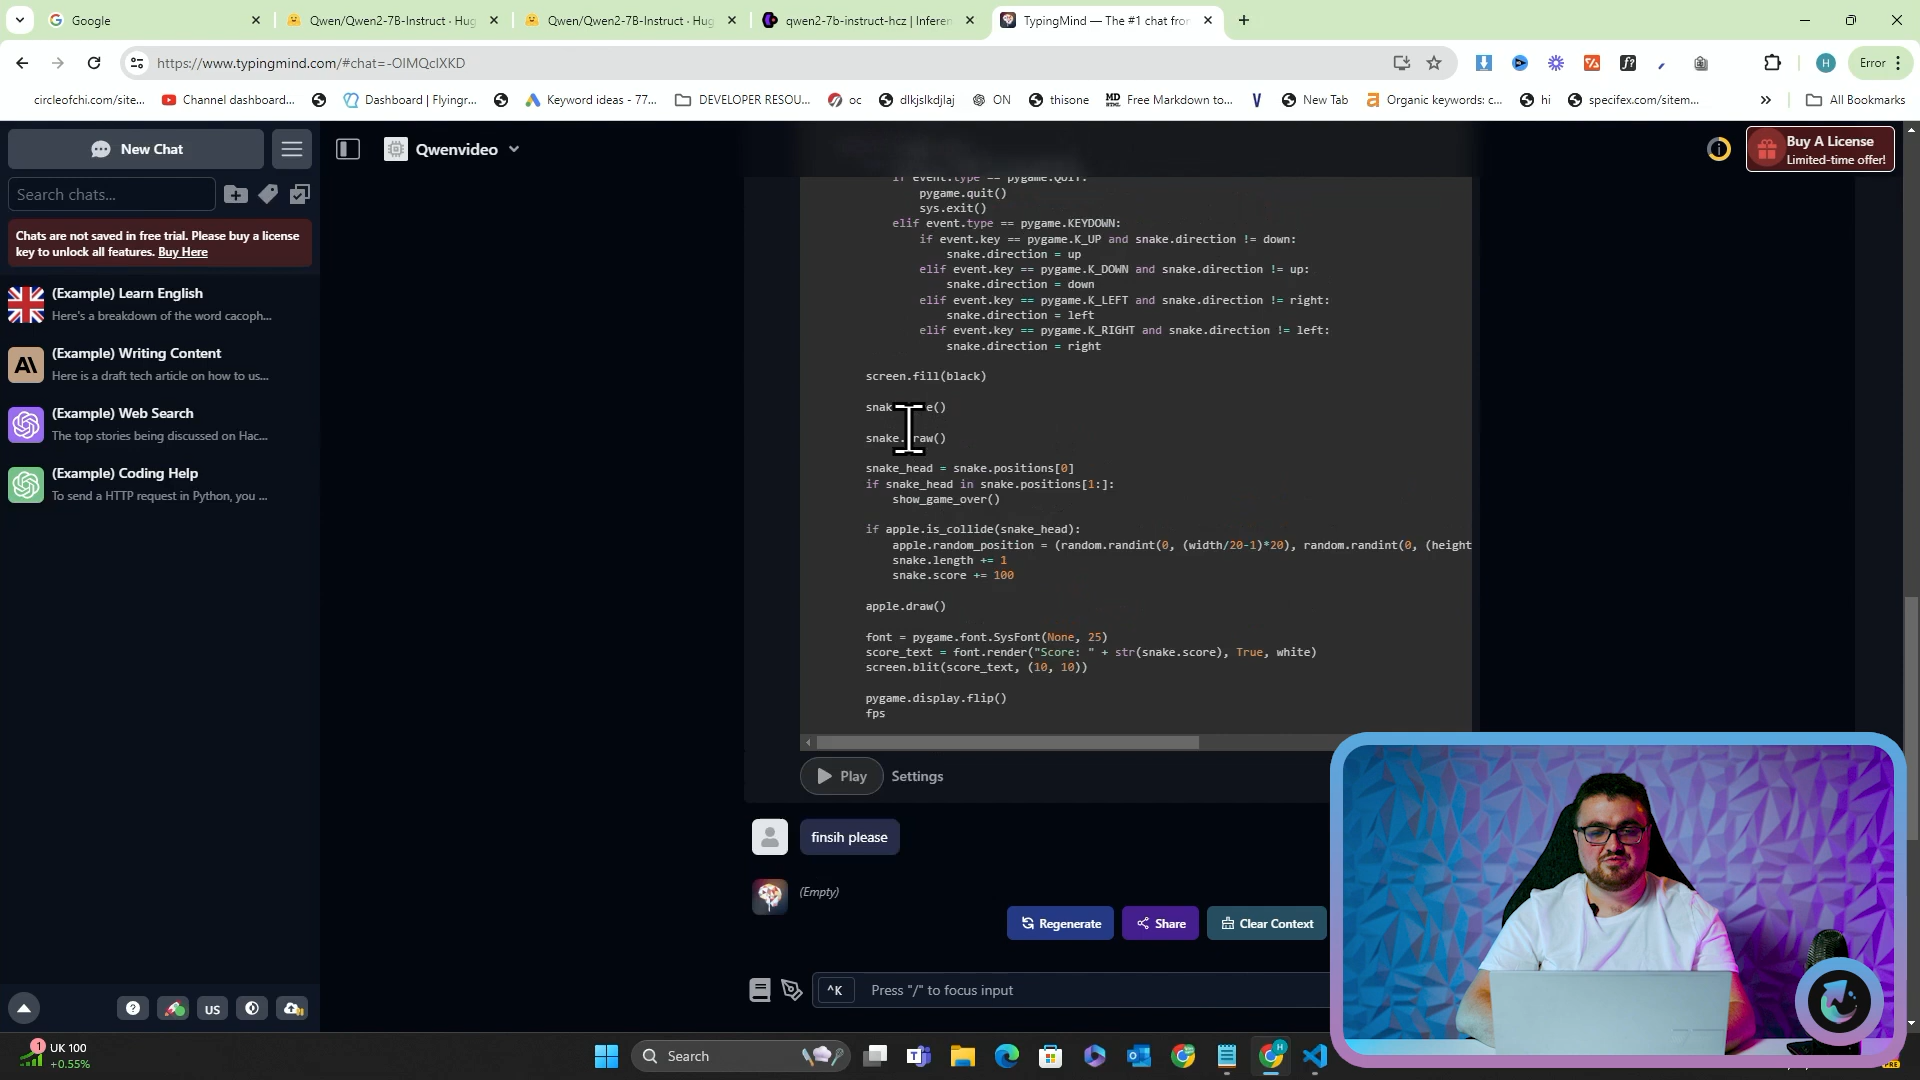 Google
Qwen/Qwen2-7B-Instruct · Hug
Qwen/Qwen2-7B-Instruct · Hug
qwen2-7b-instruct-hcz | Inferen
TypingMind — The #1 chat fron
https://www.typingmind.com/#chat=-OIMQclXKD
H
Error
circleofchi.com/site...
Channel dashboard...
Dashboard | Flyingr...
Keyword ideas - 77...
DEVELOPER RESOU...
oc
dlkjslkdjlaj
ON
thisone
Free Markdown to...
New Tab
Organic keywords: c...
hi
specifex.com/sitem...
All Bookmarks
New Chat
Qwenvideo
Buy A License
Limited-time offer!
Search chats...
Chats are not saved in free trial. Please buy a license
key to unlock all features. Buy Here
(Example) Learn English
Here's a breakdown of the word cacoph...
(Example) Writing Content
Here is a draft tech article on how to us...
(Example) Web Search
The top stories being discussed on Hac...
(Example) Coding Help
To send a HTTP request in Python, you ...
if event.type == pygame.QUIT:
pygame.quit()
sys.exit()
elif event.type == pygame.KEYDOWN:
if event.key == pygame.K_UP and snake.direction != down:
snake.direction = up
elif event.key == pygame.K_DOWN and snake.direction != up:
snake.direction = down
elif event.key == pygame.K_LEFT and snake.direction != right:
snake.direction = left
elif event.key == pygame.K_RIGHT and snake.direction != left:
snake.direction = right
screen.fill(black)
snake.draw()
snake_head = snake.positions[0]
if snake_head in snake.positions[1:]:
show_game_over()
if apple.is_collide(snake_head):
apple.random_position = (random.randint(0, (width/20-1)*20), random.randint(0, (height
snake.length += 1
snake.score += 100
apple.draw()
font = pygame.font.SysFont(None, 25)
score_text = font.render("Score: " + str(snake.score), True, white)
screen.blit(score_text, (10, 10))
pygame.display.flip()
fps
Play
Settings
finsih please
(Empty)
Regenerate
Share
Clear Context
^K
Press "/" to focus input
US
1
UK 100
+0.55%
Search